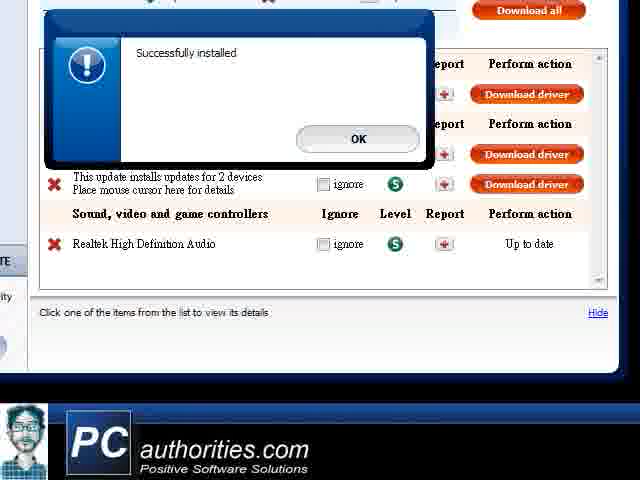 Download all
Successfully installed
OK
eport Perform action
Download driver
eport Perform action
Download driver
This update installs updates for 2 devices
Place mouse cursor here for details
ignore S Download driver
Sound, video and game controllers Ignore Level Report Perform action
Realtek High Definition Audio ignore S Up to date
TE
ity
Click one of the items from the list to view its details
Hide
PC authorities.com
Positive Software Solutions